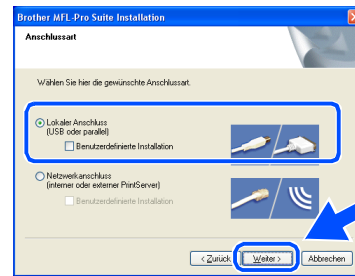 Brother MFL-Pro Suite Installation
Anschlussart
Wählen Sie hier die gewünschte Anschlussart.
Lokaler Anschluss
(USB oder parallel)
Benutzerdefinierte Installation
Netzwerkanschluss
(interner oder externer PrintServer)
Benutzerdefinierte Installation
< Zurück
Weiter >
Abbrechen